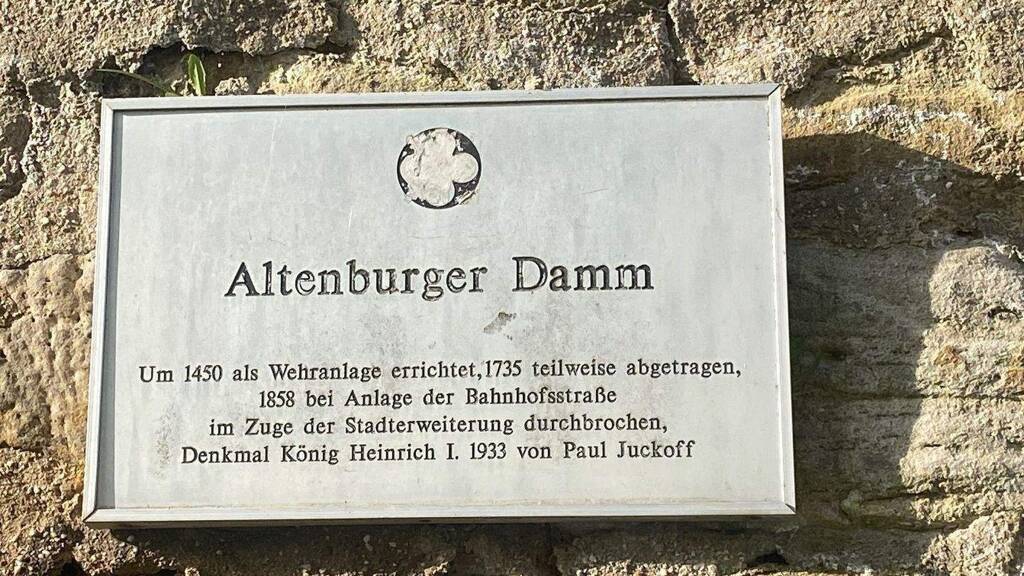 Altenburger Damm
Um 1450 als Wehranlage errichtet, 1735 teilweise abgetragen,
1858 bei Anlage der Bahnhofsstraße
im Zuge der Stadterweiterung durchbrochen,
Denkmal König Heinrich I. 1933 von Paul Juckoff